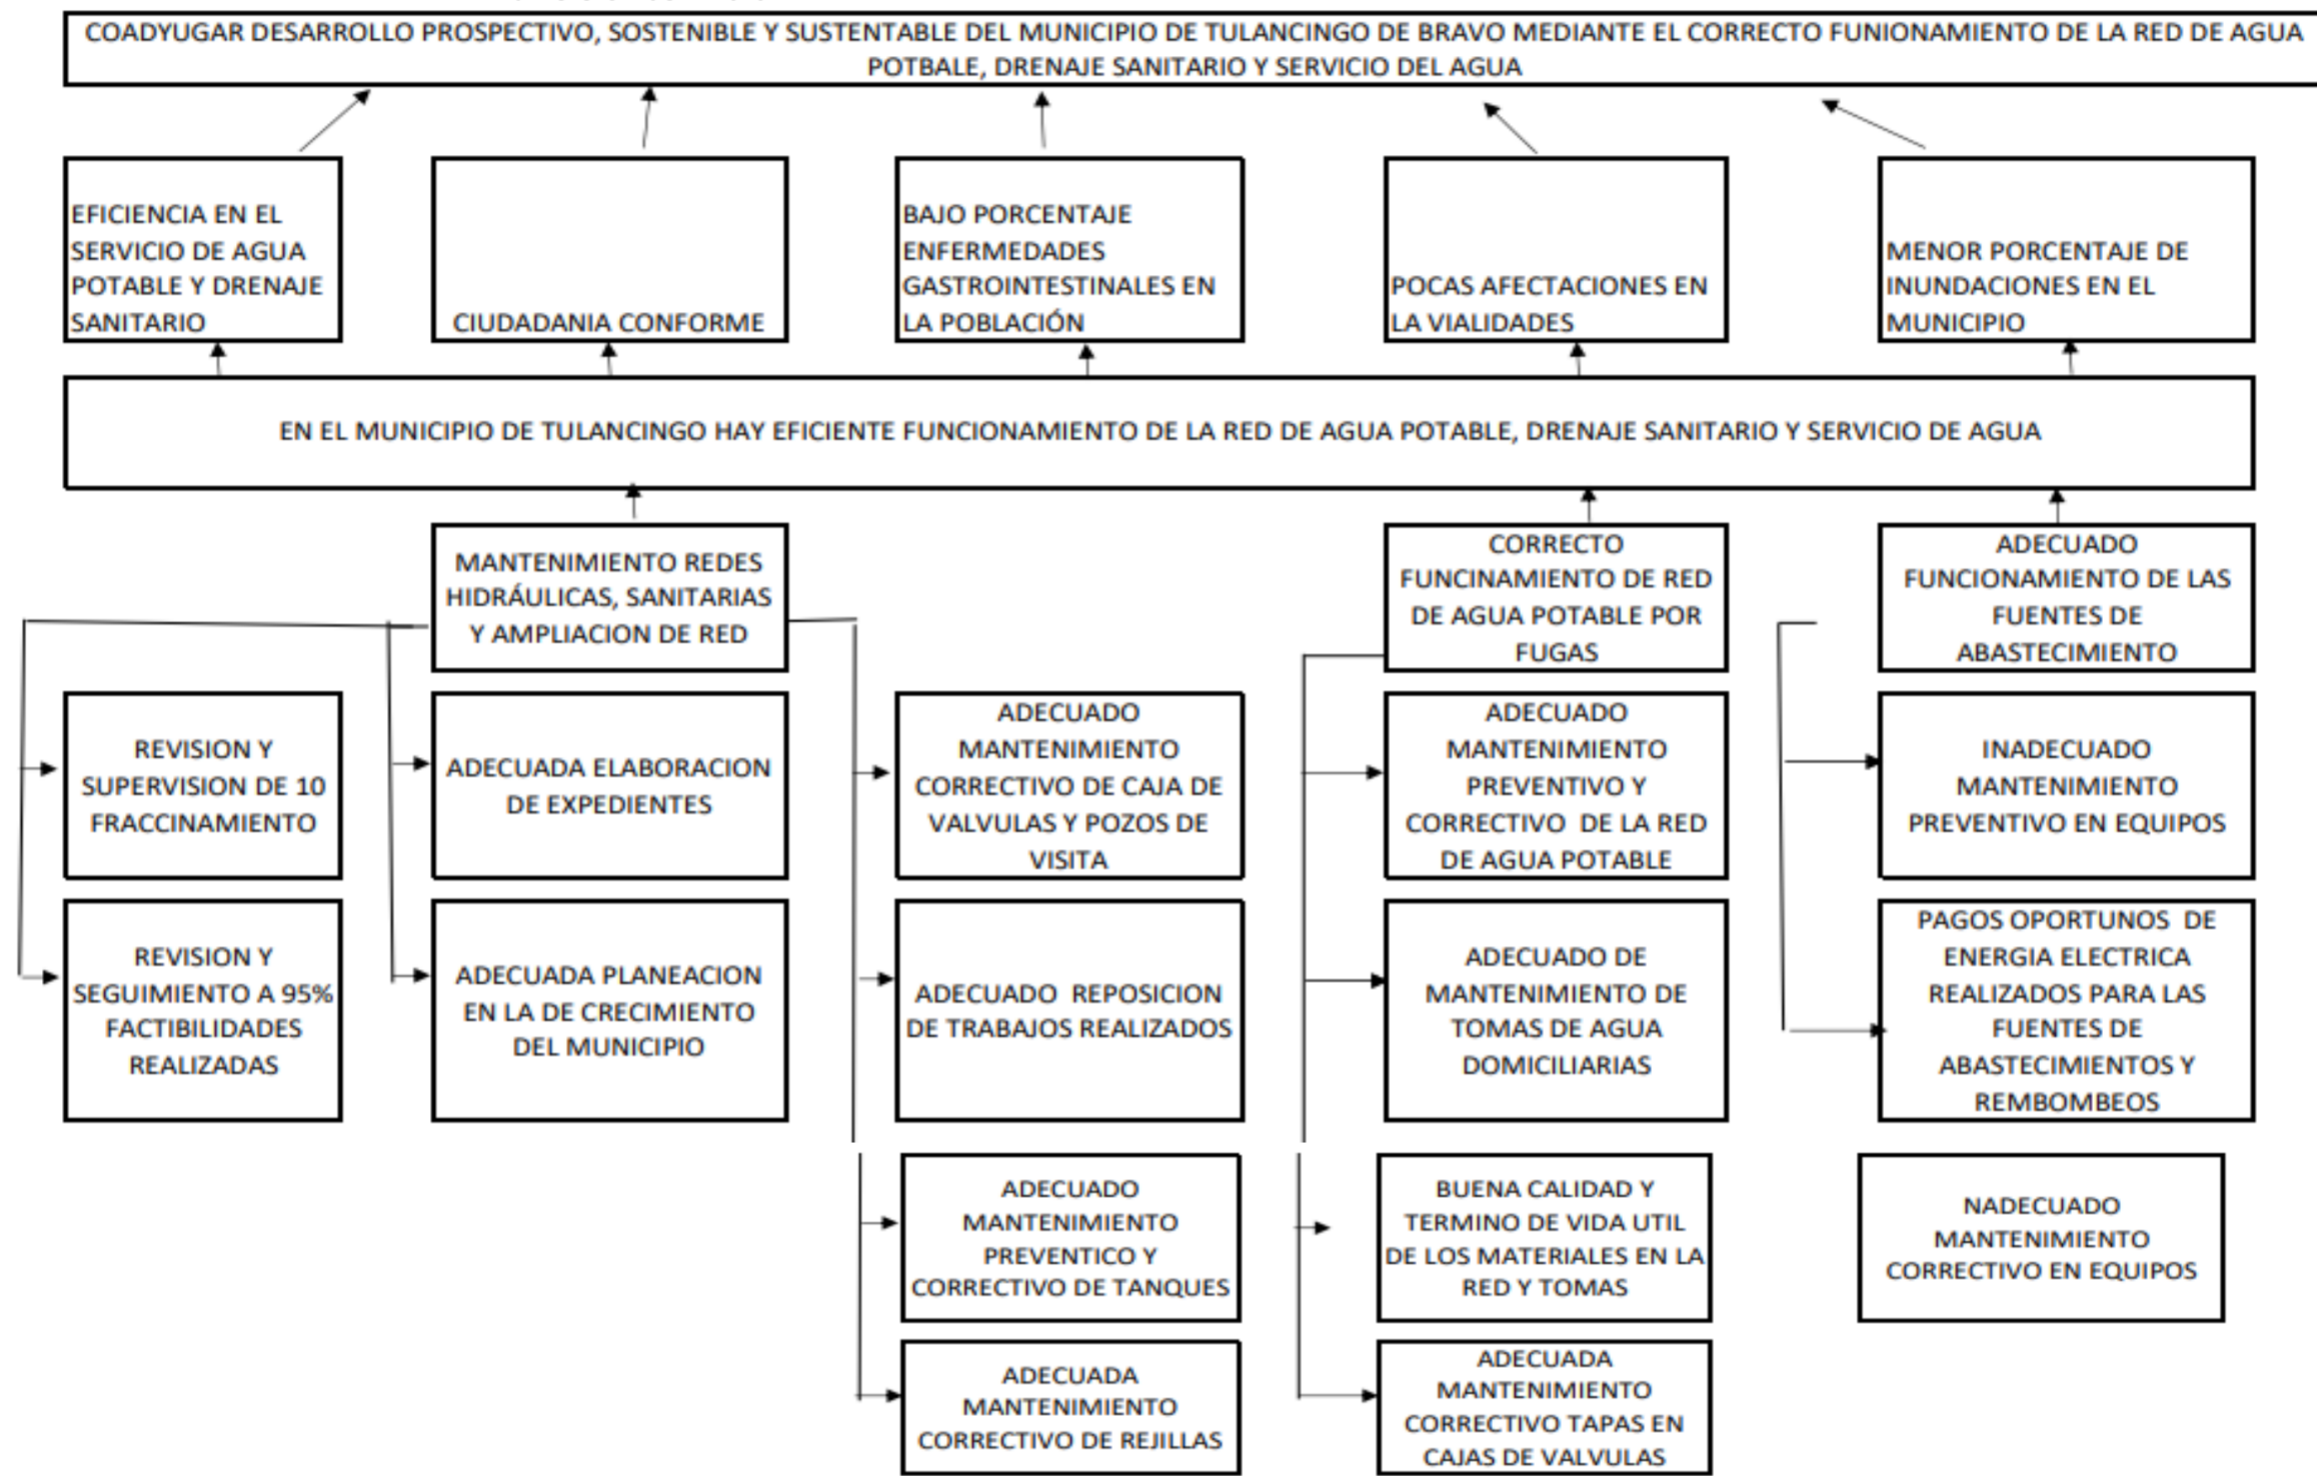 COADYUGAR DESARROLLO PROSPECTIVO, SOSTENIBLE Y SUSTENTABLE DEL MUNICIPIO DE TULANCINGO DE BRAVO MEDIANTE EL CORRECTO FUNIONAMIENTO DE LA RED DE AGUA
POTBALE, DRENAJE SANITARIO Y SERVICIO DEL AGUA
EFICIENCIA EN EL
SERVICIO DE AGUA
POTABLE Y DRENAJE
SANITARIO
CIUDADANIA CONFORME
BAJO PORCENTAJE
ENFERMEDADES
GASTROINTESTINALES EN
LA POBLACIÓN
POCAS AFECTACIONES EN
LA VIALIDADES
MENOR PORCENTAJE DE
INUNDACIONES EN EL
MUNICIPIO
EN EL MUNICIPIO DE TULANCINGO HAY EFICIENTE FUNCIONAMIENTO DE LA RED DE AGUA POTABLE, DRENAJE SANITARIO Y SERVICIO DE AGUA
MANTENIMIENTO REDES
HIDRÁULICAS, SANITARIAS
Y AMPLIACION DE RED
CORRECTO
FUNCINAMIENTO DE RED
DE AGUA POTABLE POR
FUGAS
ADECUADO
FUNCIONAMIENTO DE LAS
FUENTES DE
ABASTECIMIENTO
REVISION Y
SUPERVISION DE 10
FRACCINAMIENTO
ADECUADA ELABORACION
DE EXPEDIENTES
ADECUADO
MANTENIMIENTO
CORRECTIVO DE CAJA DE
VALVULAS Y POZOS DE
VISITA
ADECUADO
MANTENIMIENTO
PREVENTIVO Y
CORRECTIVO DE LA RED
DE AGUA POTABLE
INADECUADO
MANTENIMIENTO
PREVENTIVO EN EQUIPOS
REVISION Y
SEGUIMIENTO A 95%
FACTIBILIDADES
REALIZADAS
ADECUADA PLANEACION
EN LA DE CRECIMIENTO
DEL MUNICIPIO
ADECUADO REPOSICION
DE TRABAJOS REALIZADOS
ADECUADO DE
MANTENIMIENTO DE
TOMAS DE AGUA
DOMICILIARIAS
PAGOS OPORTUNOS DE
ENERGIA ELECTRICA
REALIZADOS PARA LAS
FUENTES DE
ABASTECIMIENTOS Y
REMBOMBEOS
ADECUADO
MANTENIMIENTO
PREVENTICO Y
CORRECTIVO DE TANQUES
BUENA CALIDAD Y
TERMINO DE VIDA UTIL
DE LOS MATERIALES EN LA
RED Y TOMAS
NADECUADO
MANTENIMIENTO
CORRECTIVO EN EQUIPOS
ADECUADA
MANTENIMIENTO
CORRECTIVO DE REJILLAS
ADECUADA
MANTENIMIENTO
CORRECTIVO TAPAS EN
CAJAS DE VALVULAS